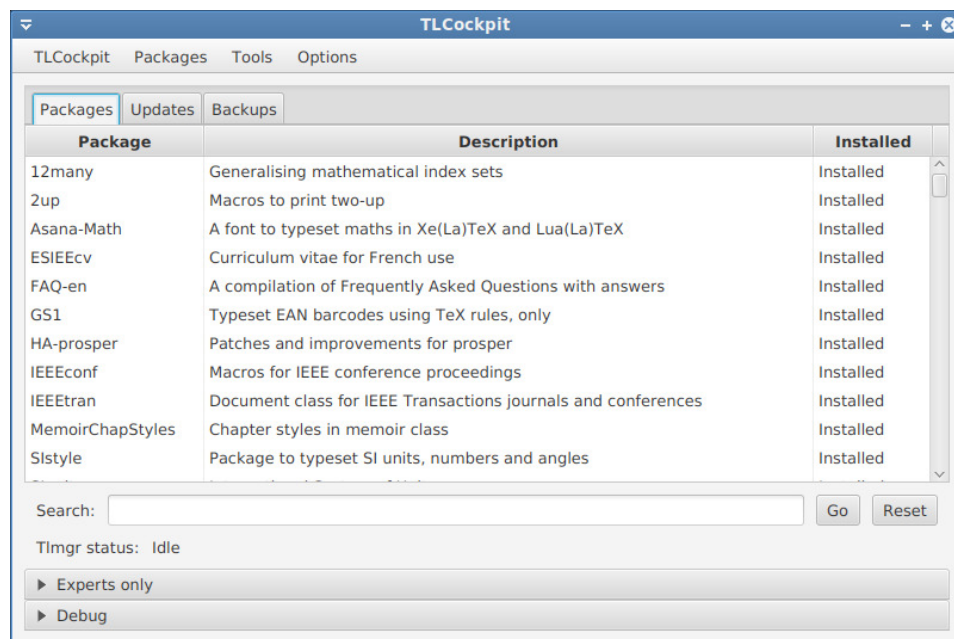 TLCockpit
TLCockpit Packages Tools Options
Packages Updates Backups
Package Description Installed
12many Generalising mathematical index sets Installed
2up Macros to print two-up Installed
Asana-Math A font to typeset maths in Xe(La)TeX and Lua(La)TeX Installed
ESIEEcv Curriculum vitae for French use Installed
FAQ-en A compilation of Frequently Asked Questions with answers Installed
GS1 Typeset EAN barcodes using TeX rules, only Installed
HA-prosper Patches and improvements for prosper Installed
IEEEconf Macros for IEEE conference proceedings Installed
IEEEtran Document class for IEEE Transactions journals and conferences Installed
MemoirChapStyles Chapter styles in memoir class Installed
SIstyle Package to typeset SI units, numbers and angles Installed
Search: Go Reset
Tlmgr status: Idle
Experts only
Debug